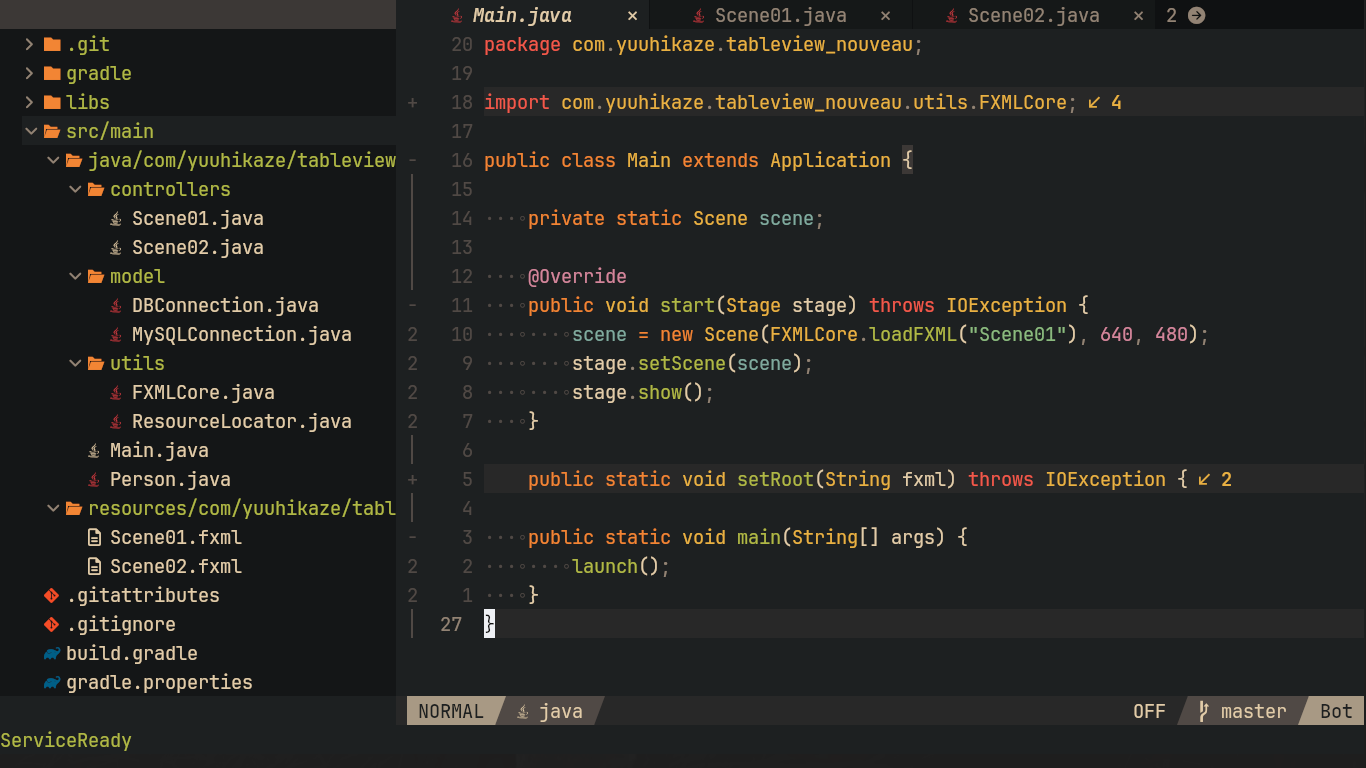 Main.java × Scene01.java × Scene02.java × 2
.git
gradle
libs
src/main
java/com/yuuhikaze/tableview
controllers
Scene01.java
Scene02.java
model
DBConnection.java
MySQLConnection.java
utils
FXMLCore.java
ResourceLocator.java
Main.java
Person.java
resources/com/yuuhikaze/tabl
Scene01.fxml
Scene02.fxml
.gitattributes
.gitignore
build.gradle
gradle.properties
20 package com.yuuhikaze.tableview_nouveau;
19
+ 18 import com.yuuhikaze.tableview_nouveau.utils.FXMLCore; ↙ 4
17
- 16 public class Main extends Application {
15
14 private static Scene scene;
13
12 @Override
- 11 public void start(Stage stage) throws IOException {
2 10 scene = new Scene(FXMLCore.loadFXML("Scene01"), 640, 480);
2 9 stage.setScene(scene);
2 8 stage.show();
2 7 }
6
+ 5 public static void setRoot(String fxml) throws IOException { ↙ 2
4
- 3 public static void main(String[] args) {
2 2 launch();
2 1 }
27 }
NORMAL java OFF master Bot
ServiceReady